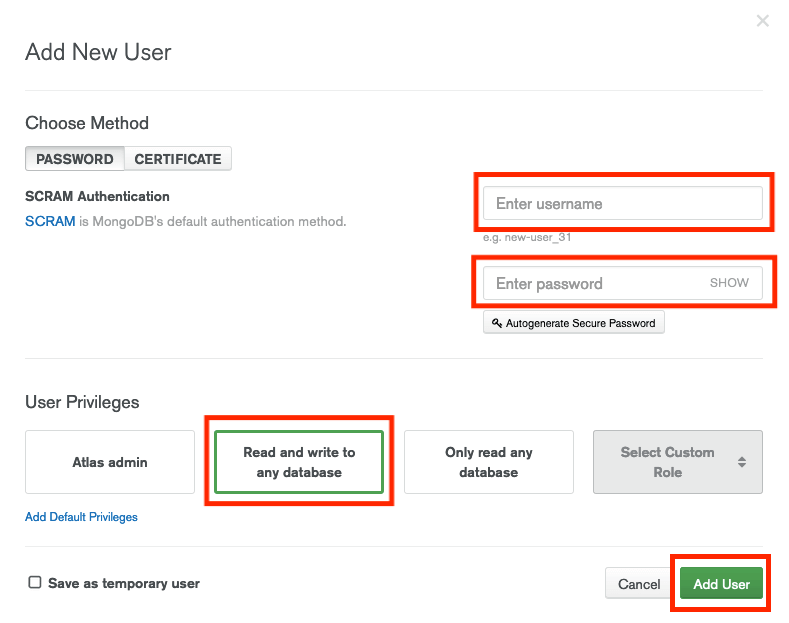 Add New User
Choose Method
PASSWORD CERTIFICATE
SCRAM Authentication
SCRAM is MongoDB's default authentication method.
Enter username
e.g. new-user_31
Enter password SHOW
Autogenerate Secure Password
User Privileges
Atlas admin
Read and write to
any database
Only read any
database
Select Custom
Role
Add Default Privileges
Save as temporary user
Cancel Add User